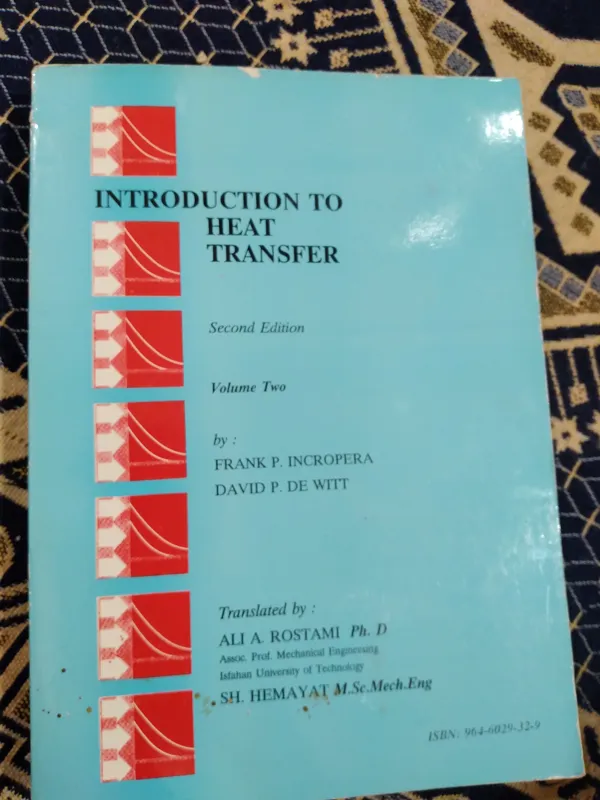 INTRODUCTION TO
HEAT
TRANSFER
Second Edition
Volume Two
by :
FRANK P. INCROPERA
DAVID P. DE WITT
Translated by :
ALI A. ROSTAMI Ph. D
Assoc. Prof. Mechanical Engineering
Isfahan University of Technology
SH. HEMAYAT M.Sc.Mech.Eng
ISBN: 964-6029-32-9